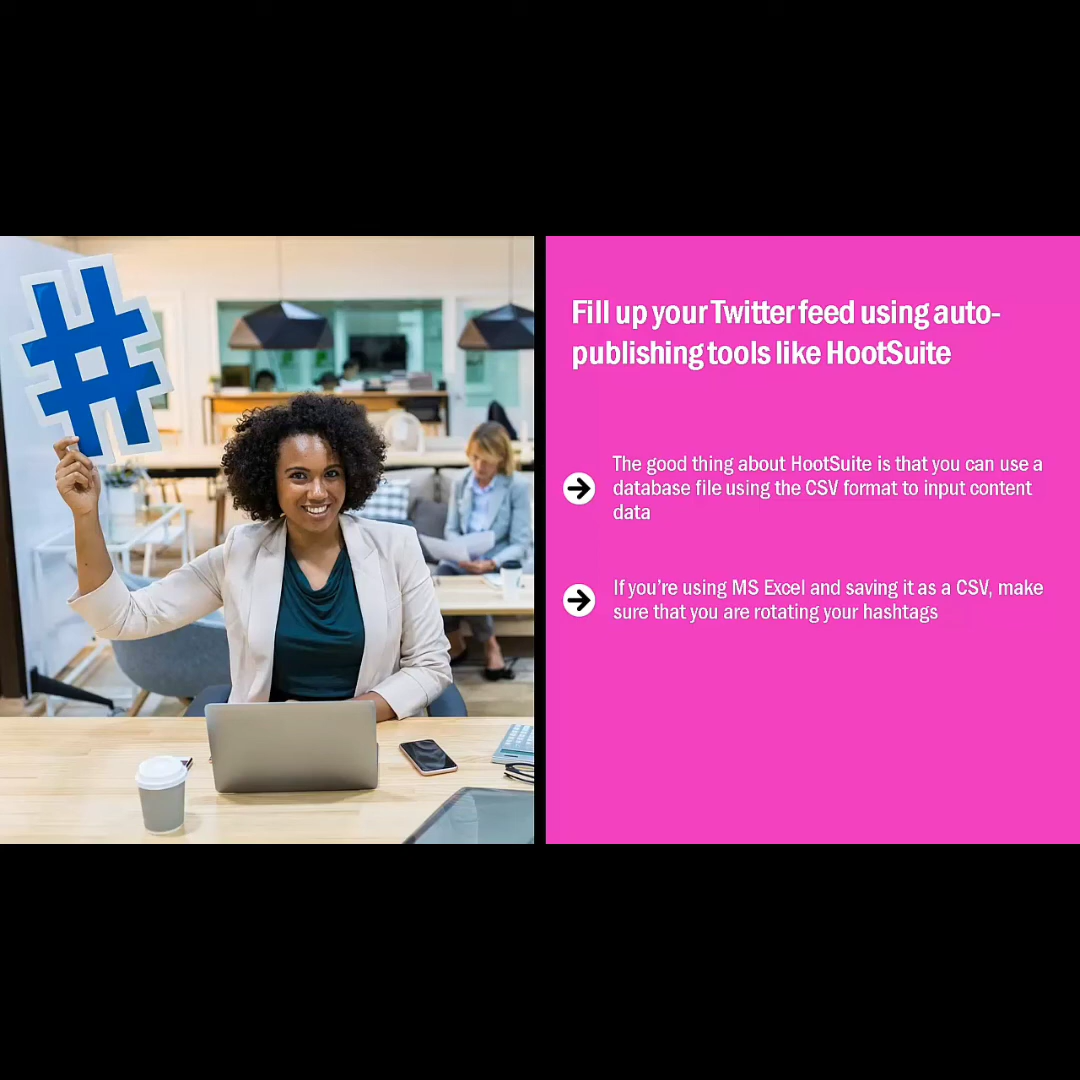 #
Fill up your Twitter feed using auto-
publishing tools like HootSuite
The good thing about HootSuite is that you can use a
database file using the CSV format to input content
data
If you’re using MS Excel and saving it as a CSV, make
sure that you are rotating your hashtags